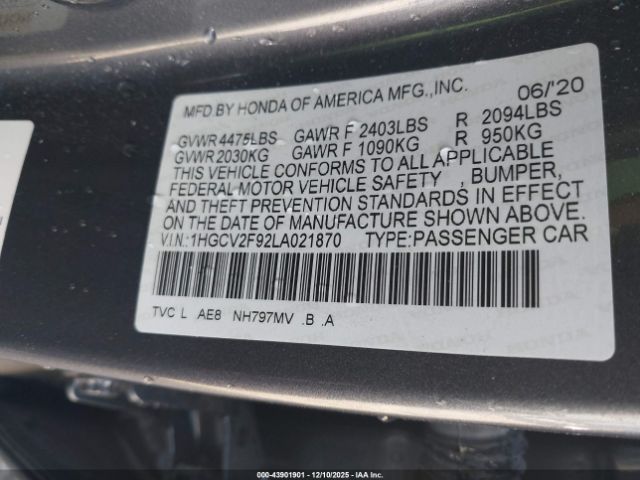 MFD.BY HONDA OF AMERICA MFG.,INC. 06/'20
GVWR 4475LBS GAWR F 2403LBS R 2094LBS
GVWR 2030KG GAWR F 1090KG R 950KG
THIS VEHICLE CONFORMS TO ALL APPLICABLE
FEDERAL MOTOR VEHICLE SAFETY , BUMPER,
AND THEFT PREVENTION STANDARDS IN EFFECT
ON THE DATE OF MANUFACTURE SHOWN ABOVE.
V.I.N.: 1HGCV2F92LA021870 TYPE:PASSENGER CAR
TVC L AE8 NH797MV .B .A
000-43901901 - 12/10/2025 - IAA Inc.